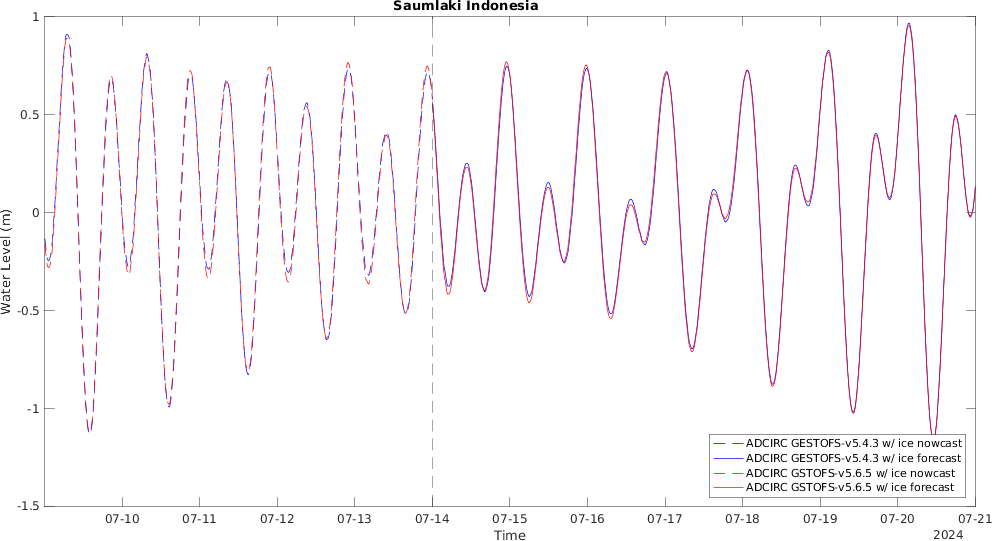 Saumlaki Indonesia
1
0.5
0
-0.5
-1
-1.5
Water Level (m)
ADCIRC GESTOFS-v5.4.3 w/ ice nowcast
ADCIRC GESTOFS-v5.4.3 w/ ice forecast
ADCIRC GSTOFS-v5.6.5 w/ ice nowcast
ADCIRC GSTOFS-v5.6.5 w/ ice forecast
07-10 07-11 07-12 07-13 07-14 07-15 07-16 07-17 07-18 07-19 07-20 07-21
Time
2024